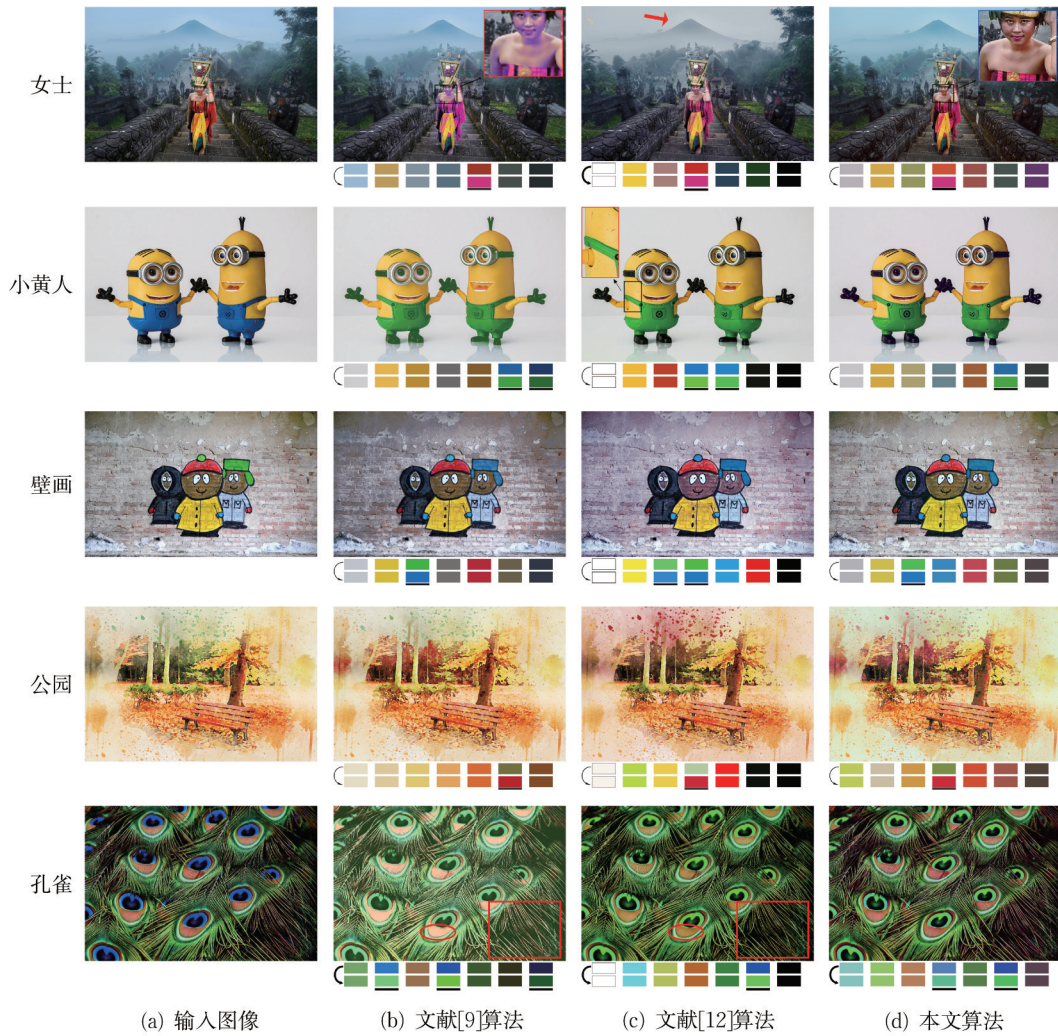 女士
小黄人
壁画
公园
孔雀
(a) 输入图像
(b) 文献[9]算法
(c) 文献[12]算法
(d) 本文算法